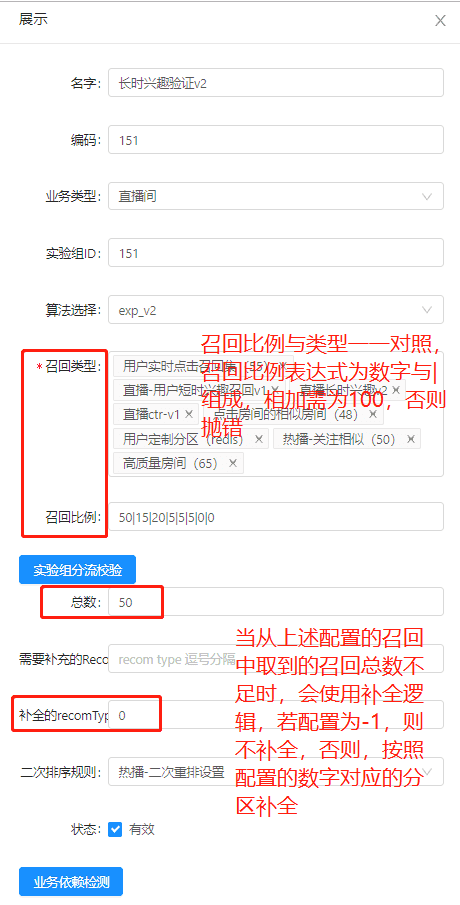 展示
名字： 长时兴趣验证v2
编码： 151
业务类型： 直播间
实验组ID： 151
算法选择： exp_v2
召回比例与类型一一对照，
召回比例表达式为数字与|
组成，相加需为100，否则
抛错
* 召回类型： 用户实时点击召回集
直播-用户短时兴趣召回v1 × 直播长时兴趣v2 ×
直播ctr-v1 × 点击房间的相似房间（48） ×
用户定制分区（redis） × 热播-关注相似（50） ×
高质量房间（65） ×
召回比例： 50|15|20|5|5|5|0|0
实验组分流校验
总数： 50
当从上述配置的召回
中取到的召回总数不
足时，会使用补全逻
辑，若配置为-1，则
不补全，否则，按照
配置的数字对应的分
区补全
需要补充的Reco recom type 逗号分隔
补全的recomTyp 0
二次排序规则： 热播-二次重排设置
状态： 有效
业务依赖检测